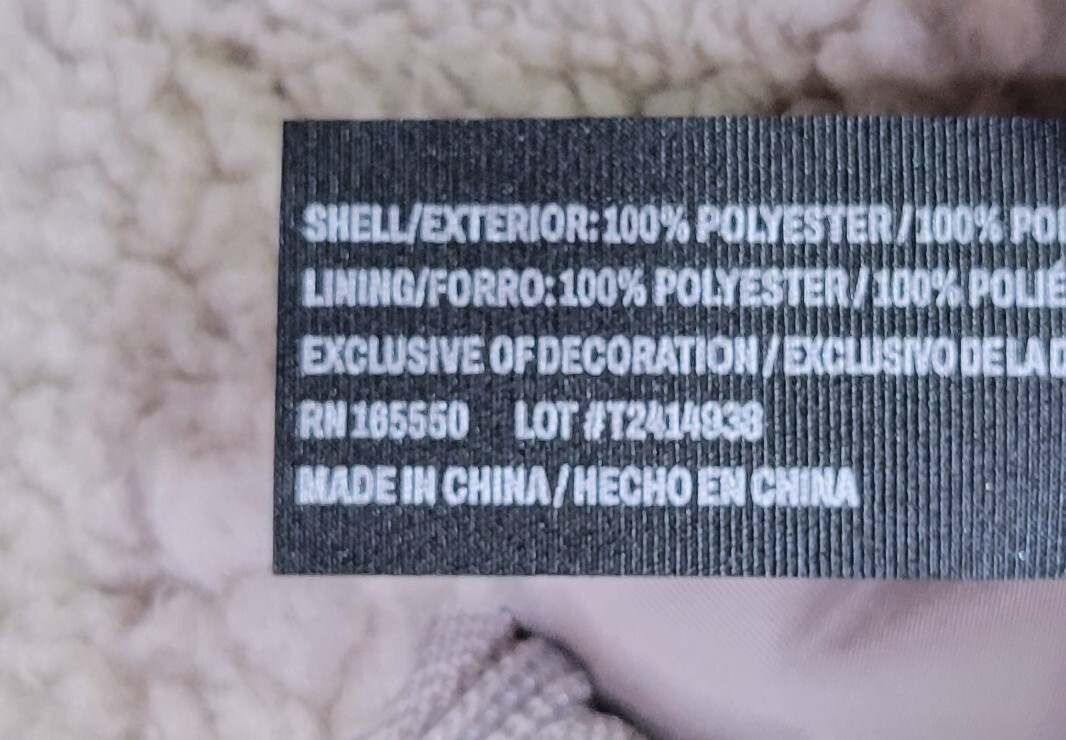 SHELL/EXTERIOR: 100% POLYESTER / 100%
LINING/FORRO: 100% POLYESTER / 100%
EXCLUSIVE OF DECORATION / EXCLUSIVO DE LA
RN 165550 LOT #T2414938
MADE IN CHINA / HECHO EN CHINA